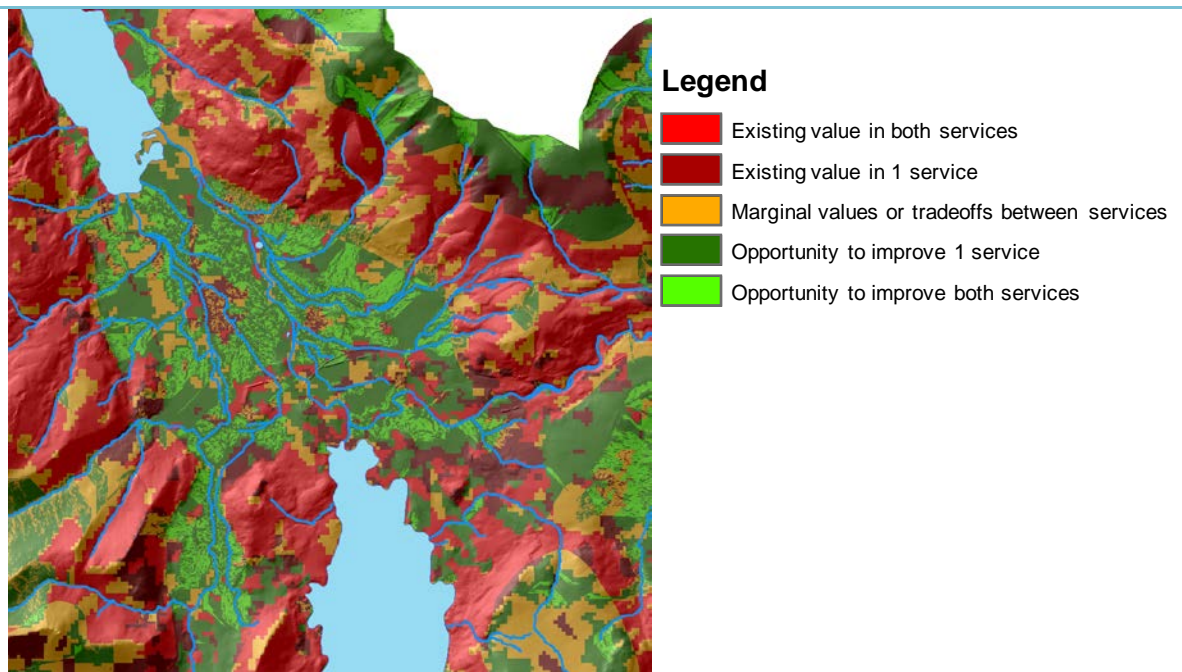 Legend
Existing value in both services
Existing value in 1 service
Marginal values or tradeoffs between services
Opportunity to improve 1 service
Opportunity to improve both services